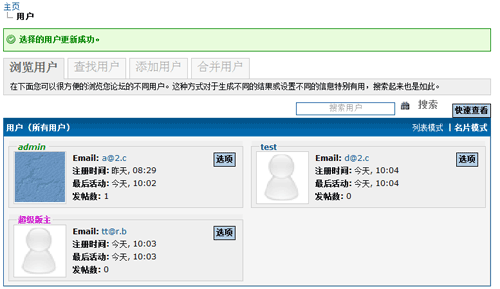 主页
用户
选择的用户更新成功。
浏览用户 查找用户 添加用户 合并用户
在下面您可以很方便的浏览您论坛的不同用户。这种方式对于生成不同的结果或设置不同的信息特别有用，搜索起来也是如此。
搜索用户 搜索 快速查看
用户（所有用户） 列表模式 | 名片模式
admin
Email: a@2.c 选项
注册时间: 昨天, 08:29
最后活动: 今天, 10:02
发帖数: 1
test
Email: d@2.c 选项
注册时间: 今天, 10:04
最后活动: 今天, 10:04
发帖数: 0
超级版主
Email: tt@r.b 选项
注册时间: 今天, 10:03
最后活动: 今天, 10:03
发帖数: 0